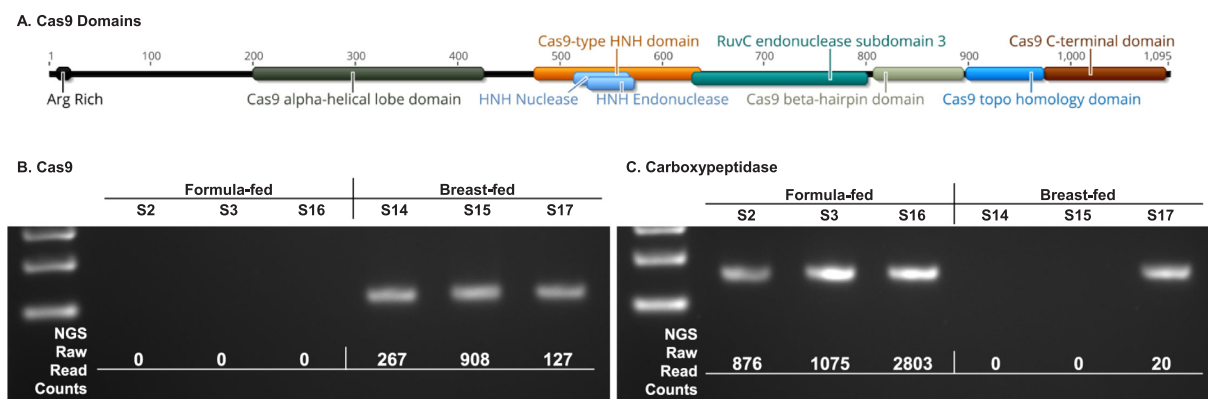 A. Cas9 Domains
1 100 200 300 400 500 600 700 800 900 1,000 1,095
Cas9-type HNH domain RuvC endonuclease subdomain 3 Cas9 C-terminal domain
Arg Rich Cas9 alpha-helical lobe domain HNH Nuclease HNH Endonuclease Cas9 beta-hairpin domain Cas9 topo homology domain
B. Cas9
Formula-fed Breast-fed
S2 S3 S16 S14 S15 S17
NGS
Raw
Read
Counts
0 0 0 267 908 127
C. Carboxypeptidase
Formula-fed Breast-fed
S2 S3 S16 S14 S15 S17
NGS
Raw
Read
Counts
876 1075 2803 0 0 20